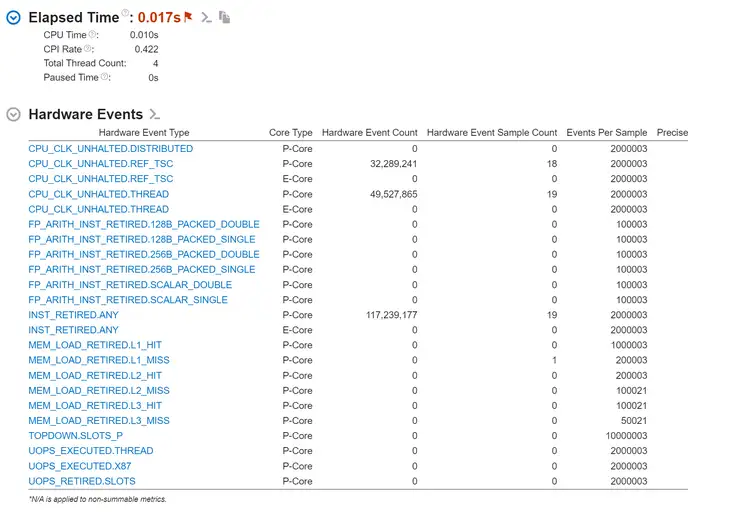 Elapsed Time ?: 0.017s
CPU Time ?: 0.010s
CPI Rate ?: 0.422
Total Thread Count: 4
Paused Time ?: 0s
Hardware Events
Hardware Event Type Core Type Hardware Event Count Hardware Event Sample Count Events Per Sample Precise
CPU_CLK_UNHALTED.DISTRIBUTED P-Core 0 0 2000003
CPU_CLK_UNHALTED.REF_TSC P-Core 32,289,241 18 2000003
CPU_CLK_UNHALTED.REF_TSC E-Core 0 0 2000003
CPU_CLK_UNHALTED.THREAD P-Core 49,527,865 19 2000003
CPU_CLK_UNHALTED.THREAD E-Core 0 0 2000003
FP_ARITH_INST_RETIRED.128B_PACKED_DOUBLE P-Core 0 0 100003
FP_ARITH_INST_RETIRED.128B_PACKED_SINGLE P-Core 0 0 100003
FP_ARITH_INST_RETIRED.256B_PACKED_DOUBLE P-Core 0 0 100003
FP_ARITH_INST_RETIRED.256B_PACKED_SINGLE P-Core 0 0 100003
FP_ARITH_INST_RETIRED.SCALAR_DOUBLE P-Core 0 0 100003
FP_ARITH_INST_RETIRED.SCALAR_SINGLE P-Core 0 0 100003
INST_RETIRED.ANY P-Core 117,239,177 19 2000003
INST_RETIRED.ANY E-Core 0 0 2000003
MEM_LOAD_RETIRED.L1_HIT P-Core 0 0 1000003
MEM_LOAD_RETIRED.L1_MISS P-Core 0 1 200003
MEM_LOAD_RETIRED.L2_HIT P-Core 0 0 200003
MEM_LOAD_RETIRED.L2_MISS P-Core 0 0 100021
MEM_LOAD_RETIRED.L3_HIT P-Core 0 0 100021
MEM_LOAD_RETIRED.L3_MISS P-Core 0 0 50021
TOPDOWN.SLOTS_P P-Core 0 0 10000003
UOPS_EXECUTED.THREAD P-Core 0 0 2000003
UOPS_EXECUTED.X87 P-Core 0 0 2000003
UOPS_RETIRED.SLOTS P-Core 0 0 2000003
*N/A is applied to non-summable metrics.